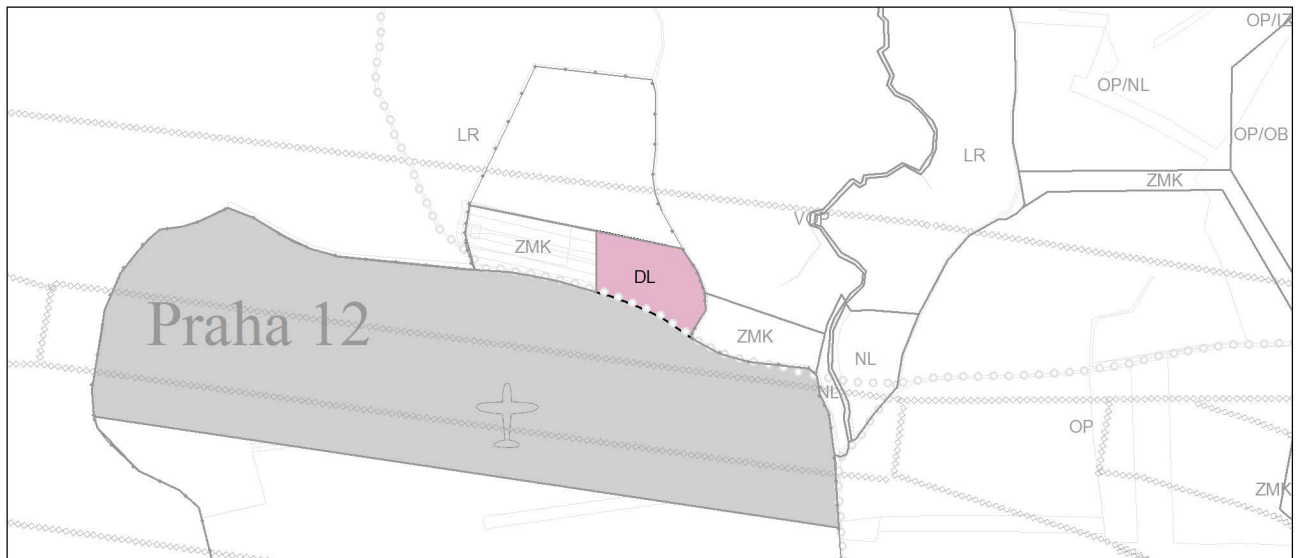 OP/IZ
OP/NL
LR
OP/OB
LR
ZMK
VOP
ZMK
DL
Praha 12
ZMK
NL
NL
OP
ZMK